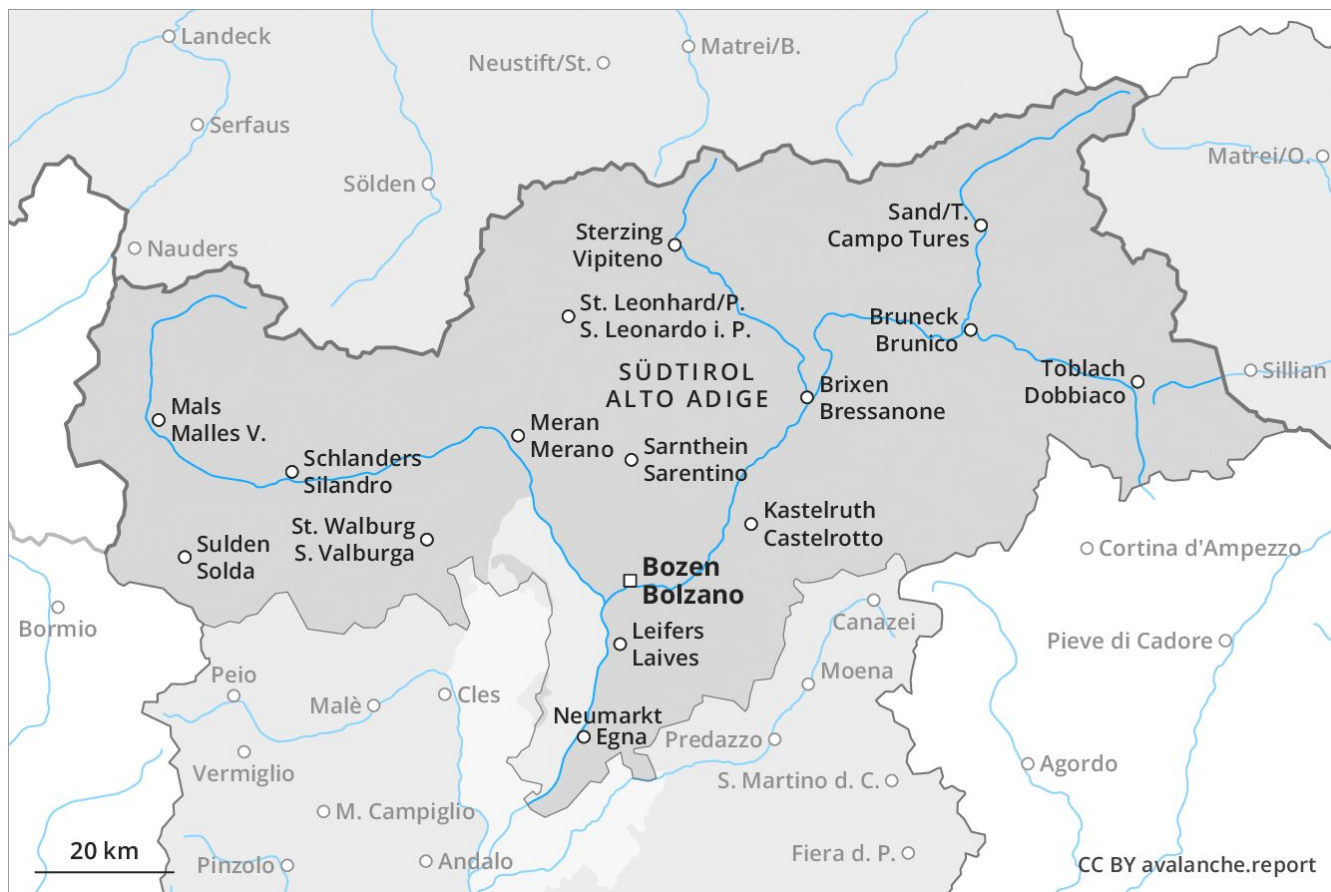 Landeck
Matrei/B.
Neustift/St.
Serfaus
Matrei/O.
Sölden
Sand/T.
Campo Tures
Sterzing
Vipiteno
Nauders
St. Leonhard/P.
S. Leonardo i. P.
Bruneck
Brunico
SÜDTIROL
ALTO ADIGE
Toblach
Dobbiaco
Sillian
Brixen
Bressanone
Mals
Malles V.
Meran
Merano
Sarnthein
Sarentino
Schlanders
Silandro
Kastelruth
Castelrotto
St. Walburg
S. Valburga
Sulden
Solda
Cortina d'Ampezzo
Bozen
Bolzano
Bormio
Canazei
Leifers
Laives
Pieve di Cadore
Peio
Moena
Malè
Cles
Neumarkt
Egna
Predazzo
Vermiglio
Agordo
S. Martino d. C.
M. Campiglio
20 km
Pinzolo
Andalo
Fiera d. P.
CC BY avalanche.report